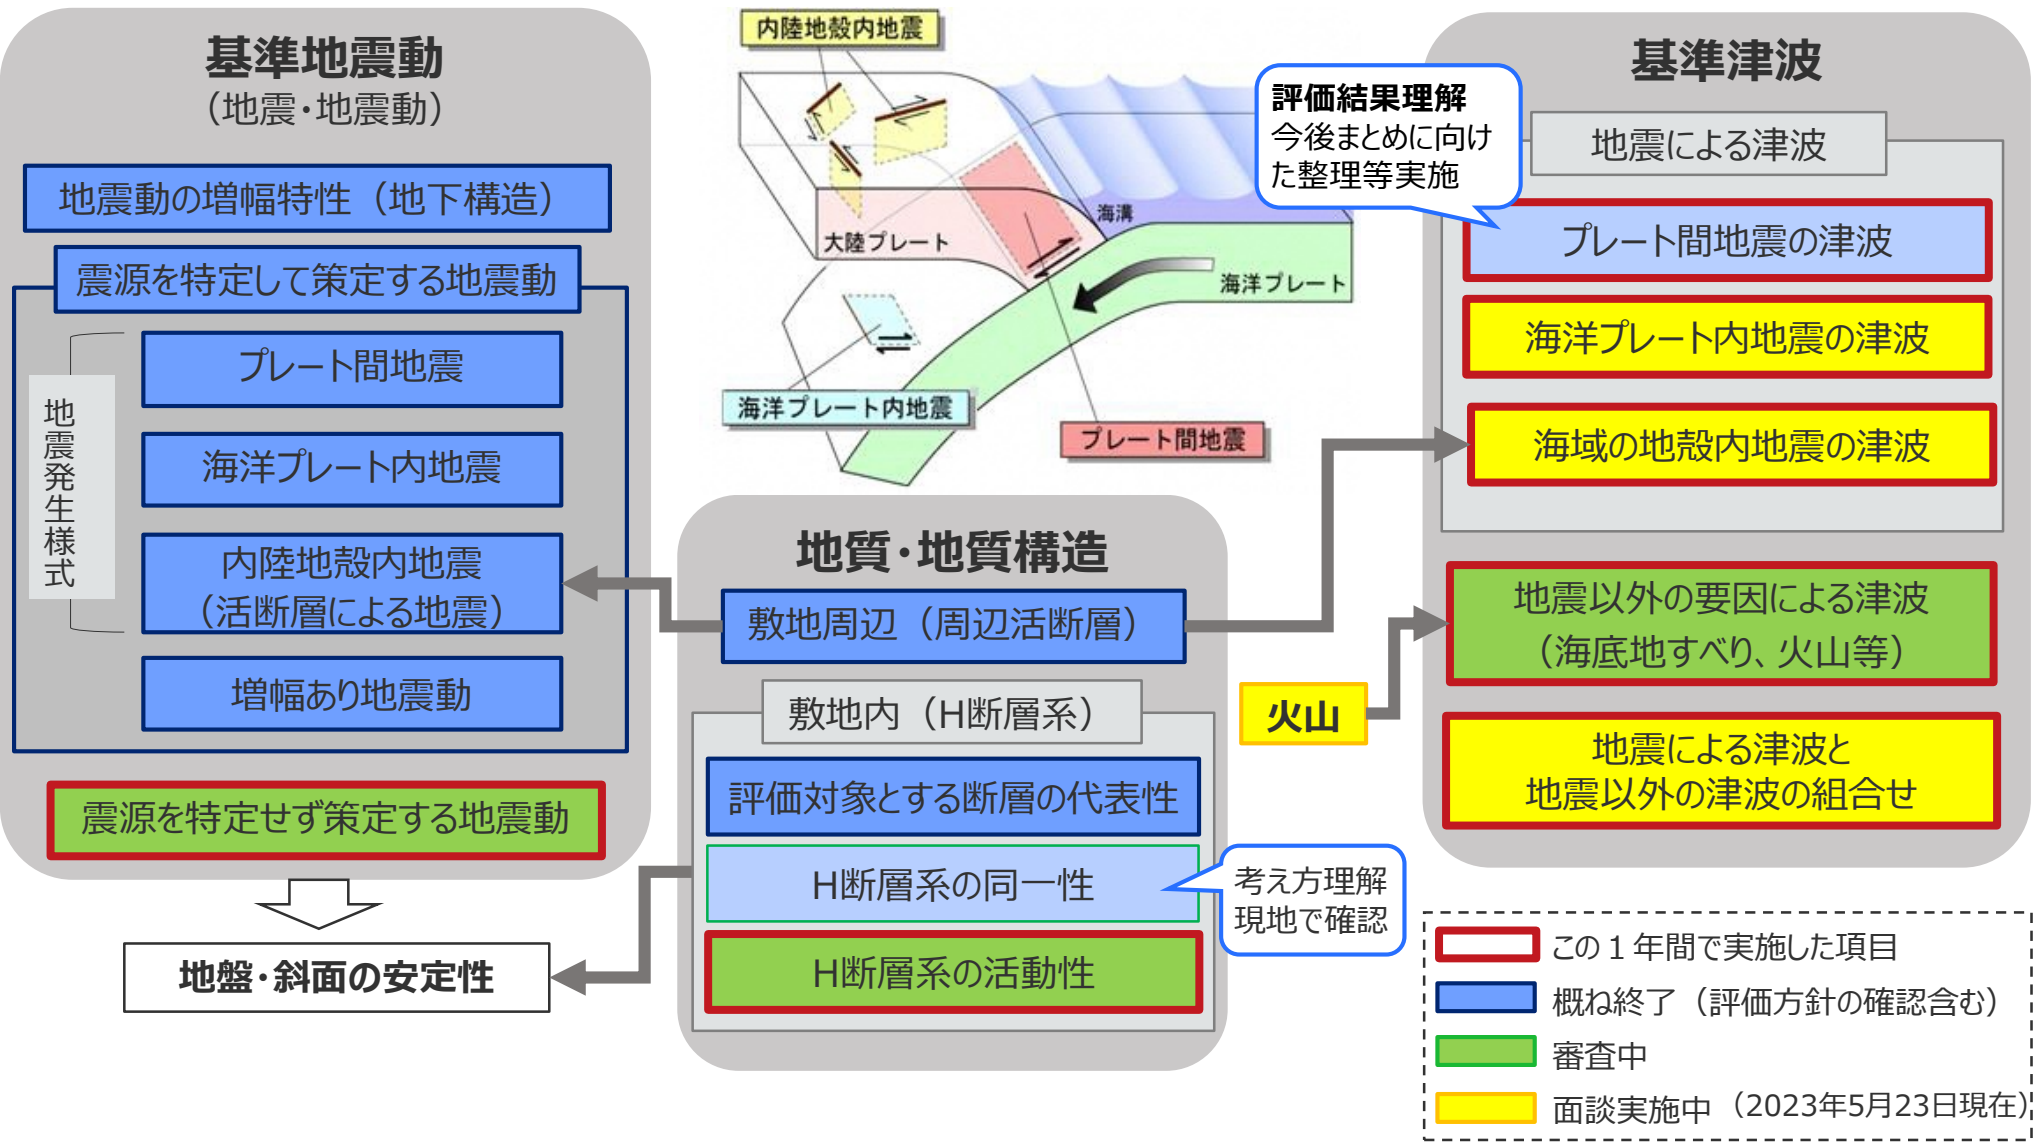 基準地震動
（地震・地震動）
地震動の増幅特性（地下構造）
震源を特定して策定する地震動
地震発生様式
プレート間地震
海洋プレート内地震
内陸地殻内地震
（活断層による地震）
増幅あり地震動
震源を特定せず策定する地震動
地盤・斜面の安定性
内陸地殻内地震
海溝
大陸プレート
海洋プレート
海洋プレート内地震
プレート間地震
地質・地質構造
敷地周辺（周辺活断層）
敷地内（H断層系）
評価対象とする断層の代表性
H断層系の同一性
H断層系の活動性
考え方理解
現地で確認
火山
基準津波
評価結果理解
今後まとめに向け
た整理等実施
地震による津波
プレート間地震の津波
海洋プレート内地震の津波
海域の地殻内地震の津波
地震以外の要因による津波
（海底地すべり、火山等）
地震による津波と
地震以外の津波の組合せ
この１年間で実施した項目
概ね終了（評価方針の確認含む）
審査中
面談実施中（2023年5月23日現在）